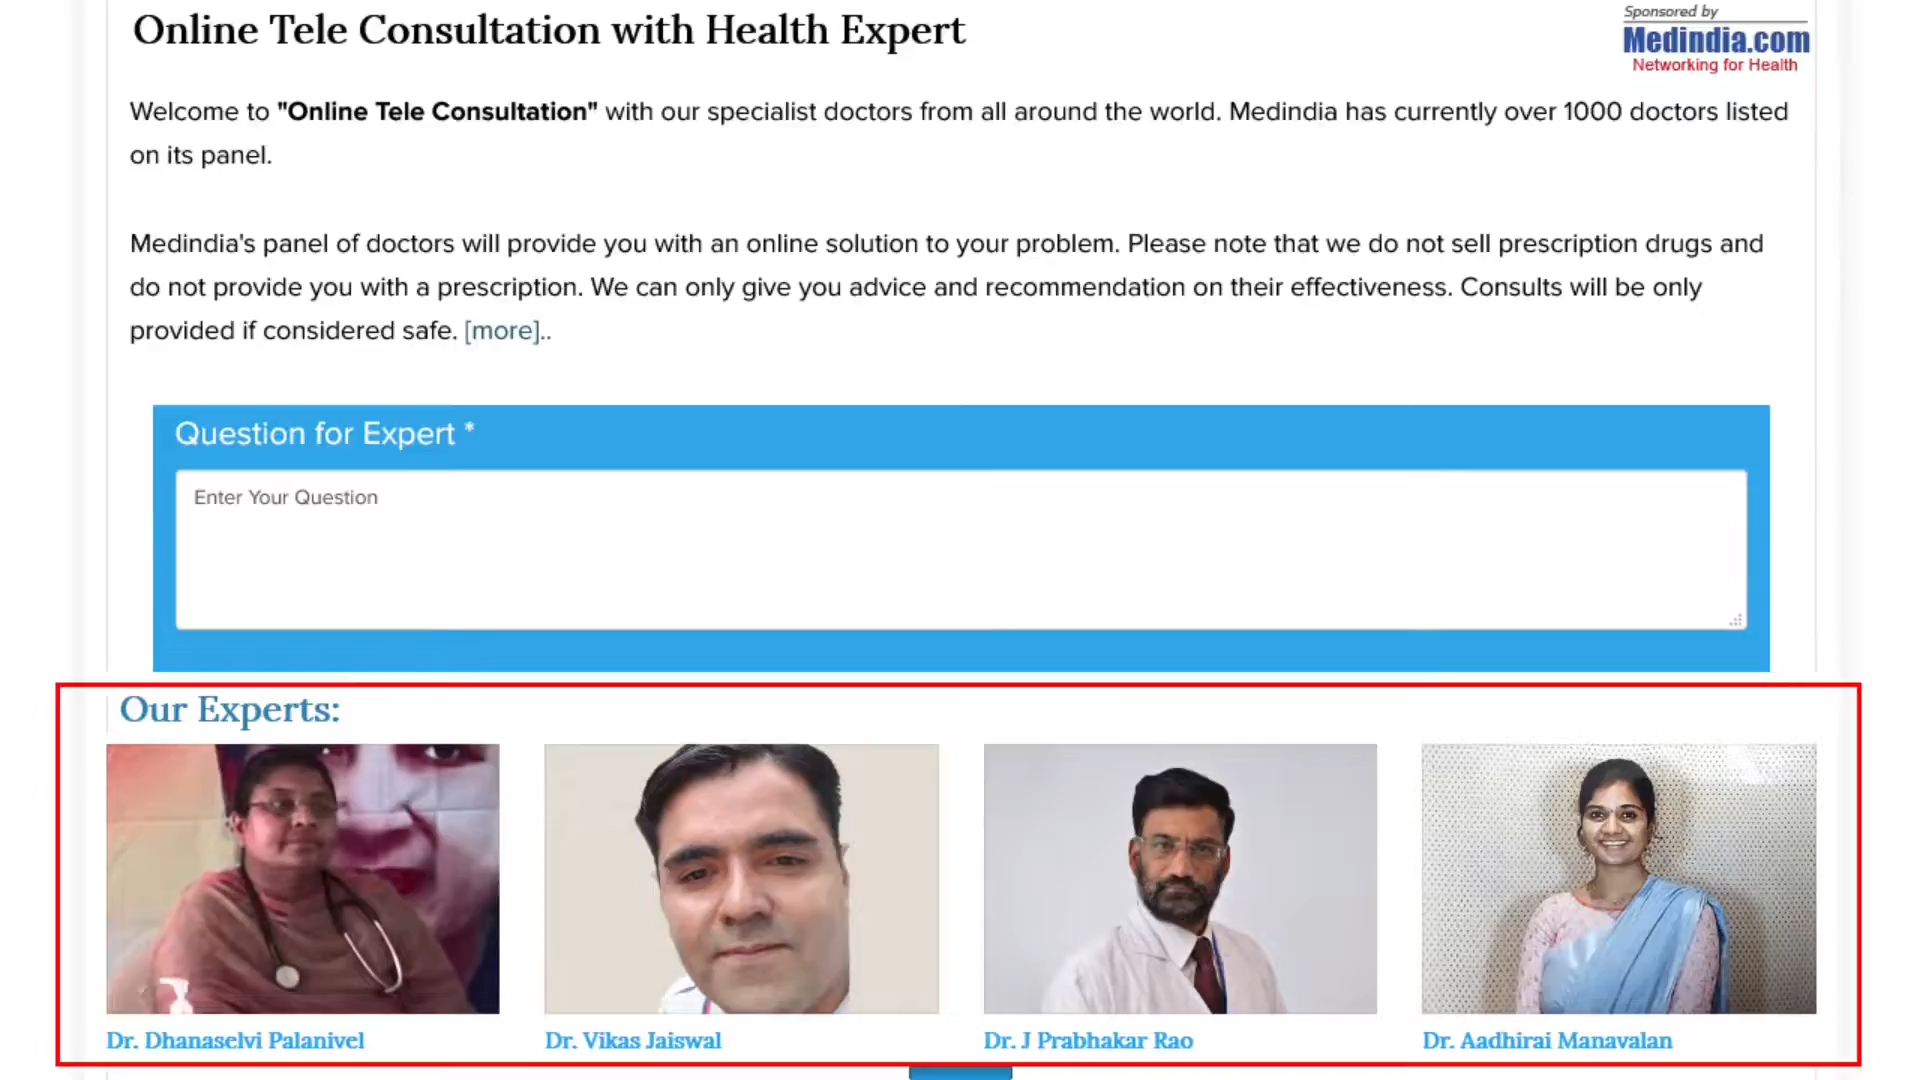 Online Tele Consultation with Health Expert
Sponsored by
Medindia.com
Networking for Health
Welcome to "Online Tele Consultation" with our specialist doctors from all around the world. Medindia has currently over 1000 doctors listed
on its panel.
Medindia's panel of doctors will provide you with an online solution to your problem. Please note that we do not sell prescription drugs and
do not provide you with a prescription. We can only give you advice and recommendation on their effectiveness. Consults will be only
provided if considered safe. [more]..
Question for Expert *
Enter Your Question
Our Experts:
Dr. Dhanaselvi Palanivel
Dr. Vikas Jaiswal
Dr. J Prabhakar Rao
Dr. Aadhirai Manavalan